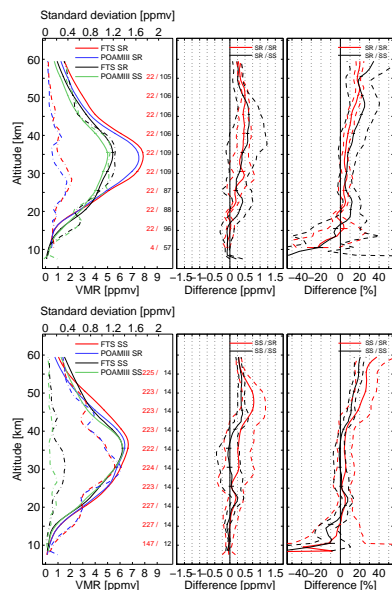 Standard deviation [ppmv]
0 0.4 0.8 1.2 1.6 2
FTS SR
POAMIII SR
FTS SR
POAMIII SS
SR / SR
SR / SS
60
50
40
30
20
10
Altitude [km]
22 / 105
22 / 106
22 / 106
22 / 106
22 / 109
22 / 109
22 / 87
22 / 88
22 / 96
4 / 57
0 1 2 3 4 5 6 7 8 9
VMR [ppmv]
−1.5−1−0.5 0 0.5 1 1.5
Difference [ppmv]
−40 −20 0 20 40
Difference [%]
Standard deviation [ppmv]
0 0.4 0.8 1.2 1.6 2
FTS SS
POAMIII SR
FTS SS
POAMIII SS
SS / SR
SS / SS
60
50
40
30
20
10
Altitude [km]
225 / 14
223 / 14
223 / 14
223 / 14
222 / 14
224 / 14
223 / 14
227 / 14
227 / 14
147 / 12
0 1 2 3 4 5 6 7 8 9
VMR [ppmv]
−1.5−1−0.5 0 0.5 1 1.5
Difference [ppmv]
−40 −20 0 20 40
Difference [%]